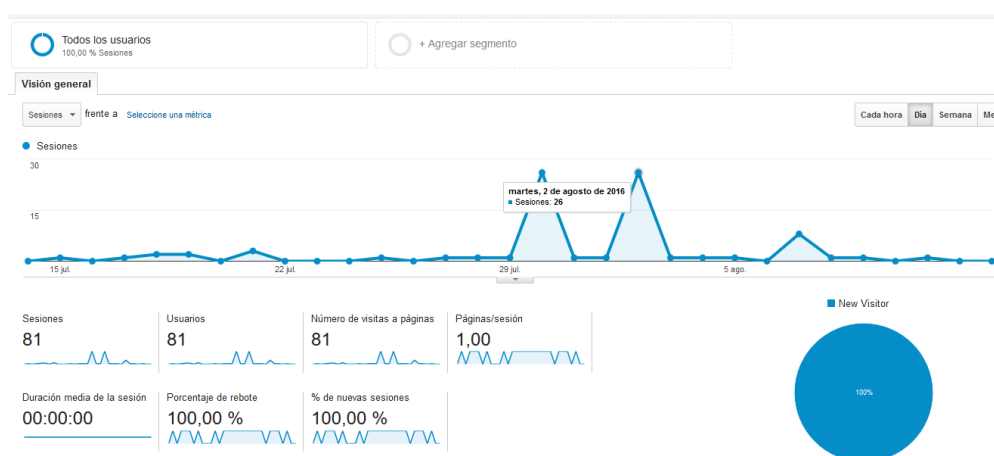 Todos los usuarios
100,00 % Sesiones
+ Agregar segmento
Visión general
Sesiones frente a Seleccione una métrica
Cada hora Día Semana Me
Sesiones
30
15
martes, 2 de agosto de 2016
Sesiones: 26
15 jul. 22 jul. 29 jul. 5 ago.
New Visitor
100%
Sesiones
81
Usuarios
81
Número de visitas a páginas
81
Páginas/sesión
1,00
Duración media de la sesión
00:00:00
Porcentaje de rebote
100,00 %
% de nuevas sesiones
100,00 %